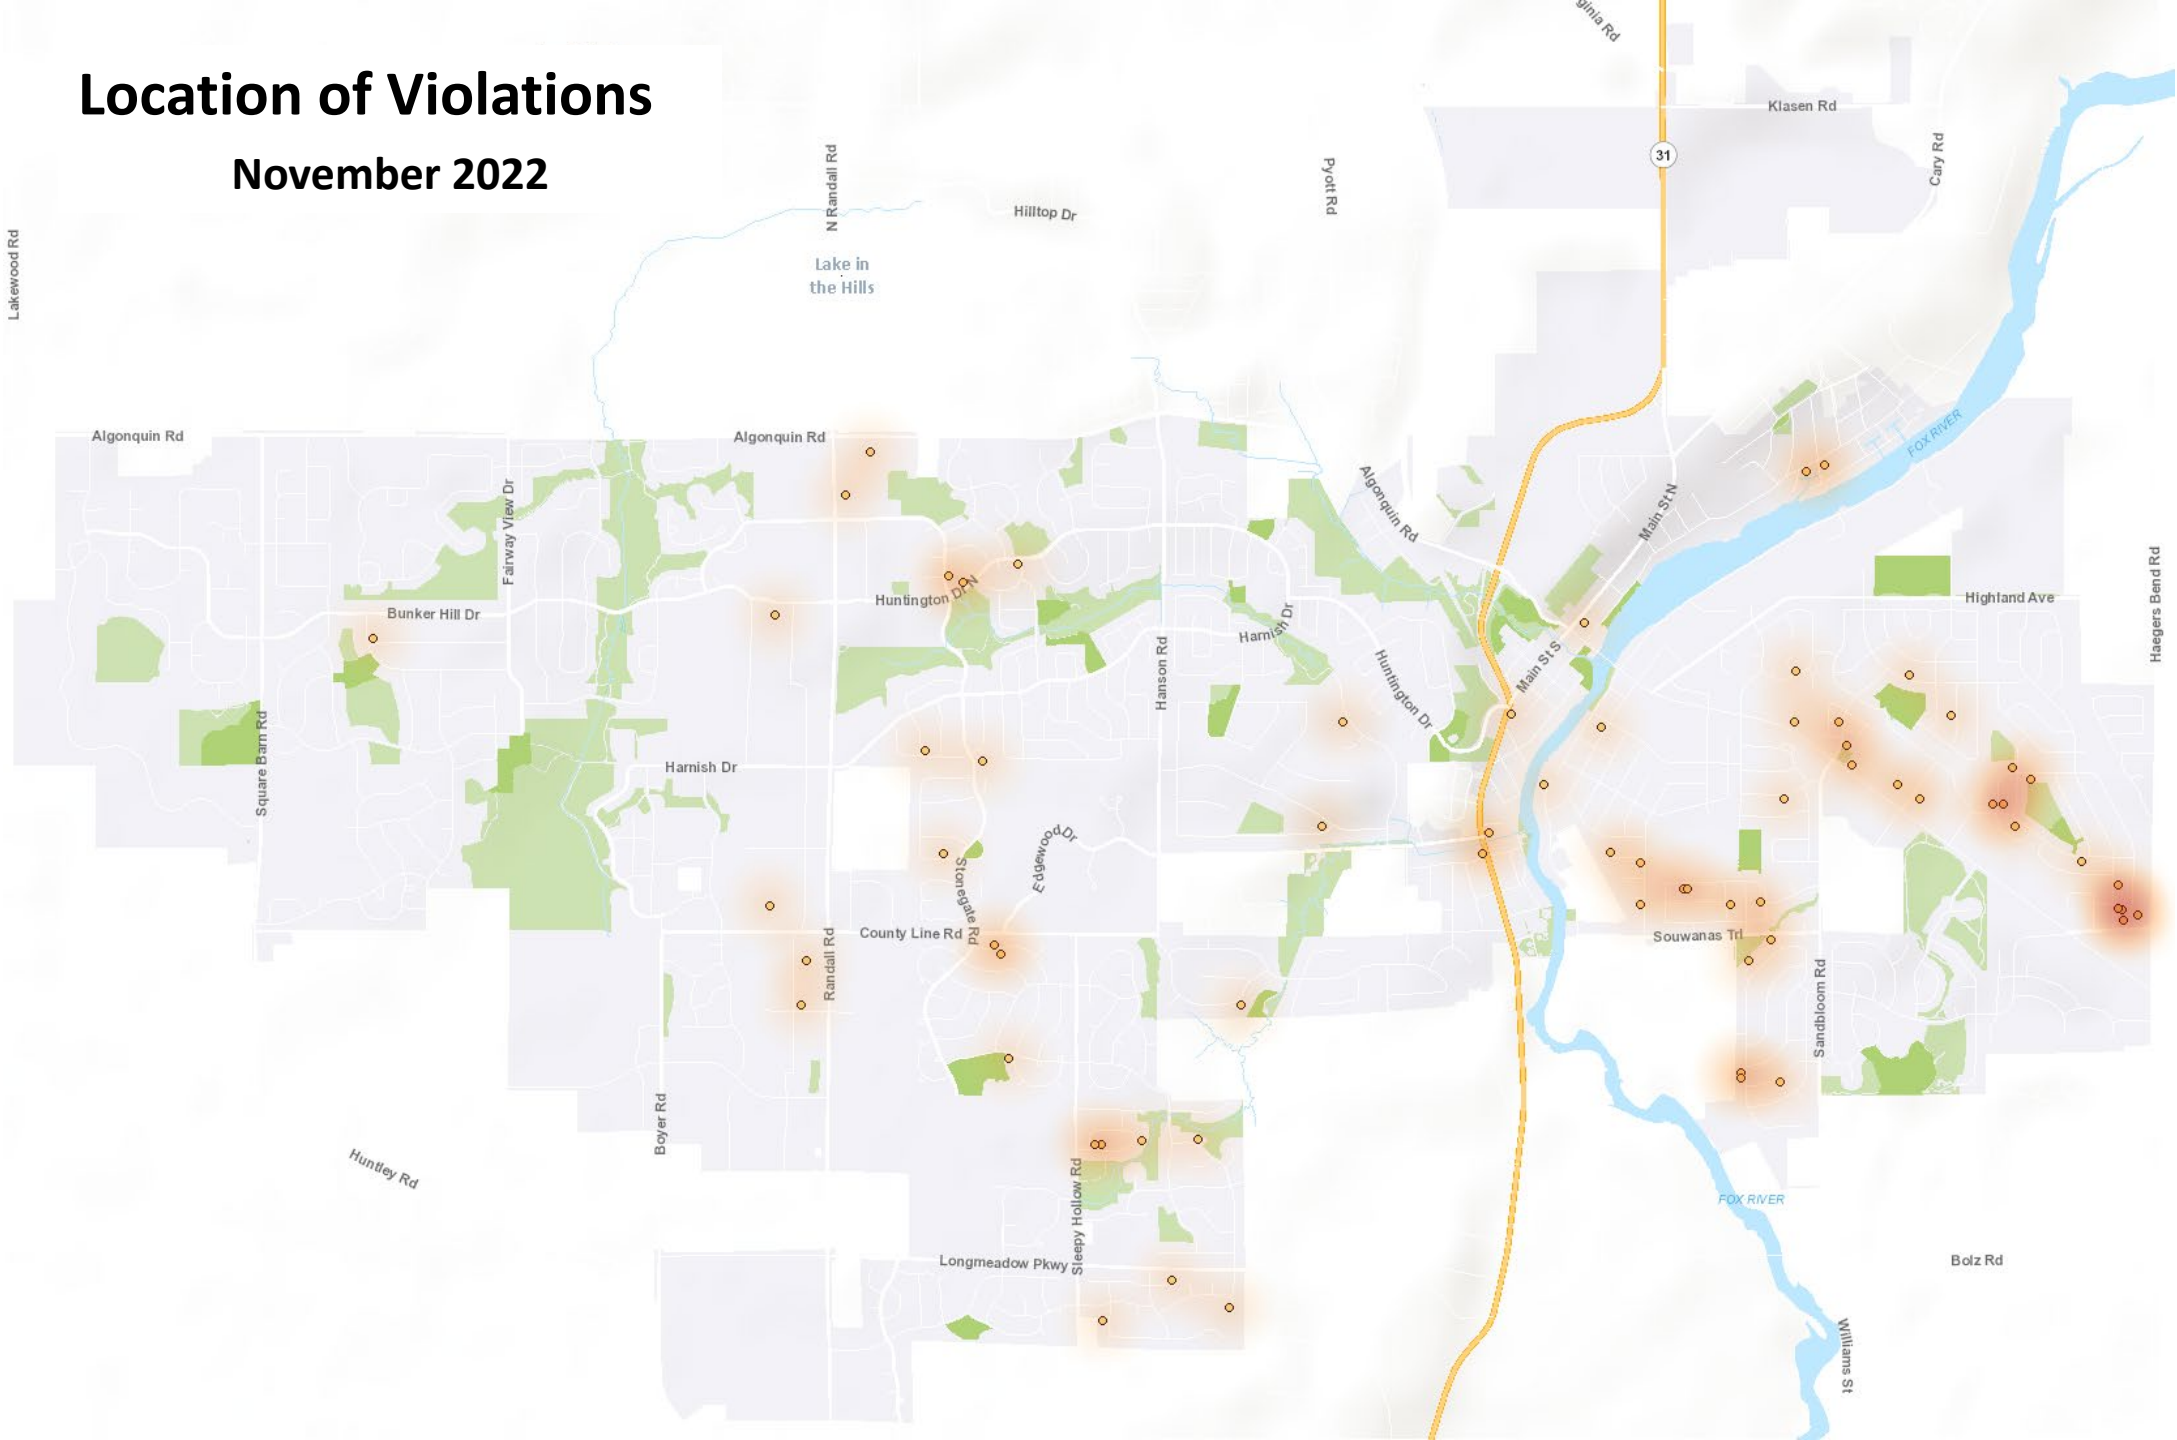 Location of Violations
November 2022
ginia Rd
Klasen Rd
31
Cary Rd
N Randall Rd
Pyott Rd
Hilltop Dr
Lakewood Rd
Lake in
the Hills
Algonquin Rd
Algonquin Rd
FOX RIVER
Algonquin Rd
Main St N
Fairway View Dr
Huntington Dr N
Highland Ave
Haegers Bend Rd
Bunker Hill Dr
Harnish Dr
Hanson Rd
Main St S
Huntington Dr
Square Barn Rd
Harnish Dr
Edgewood Dr
Stonegate Rd
County Line Rd
Randall Rd
Souwanas Trl
Sandbloom Rd
Boyer Rd
Huntley Rd
Sleepy Hollow Rd
FOX RIVER
Longmeadow Pkwy
Bolz Rd
Williams St